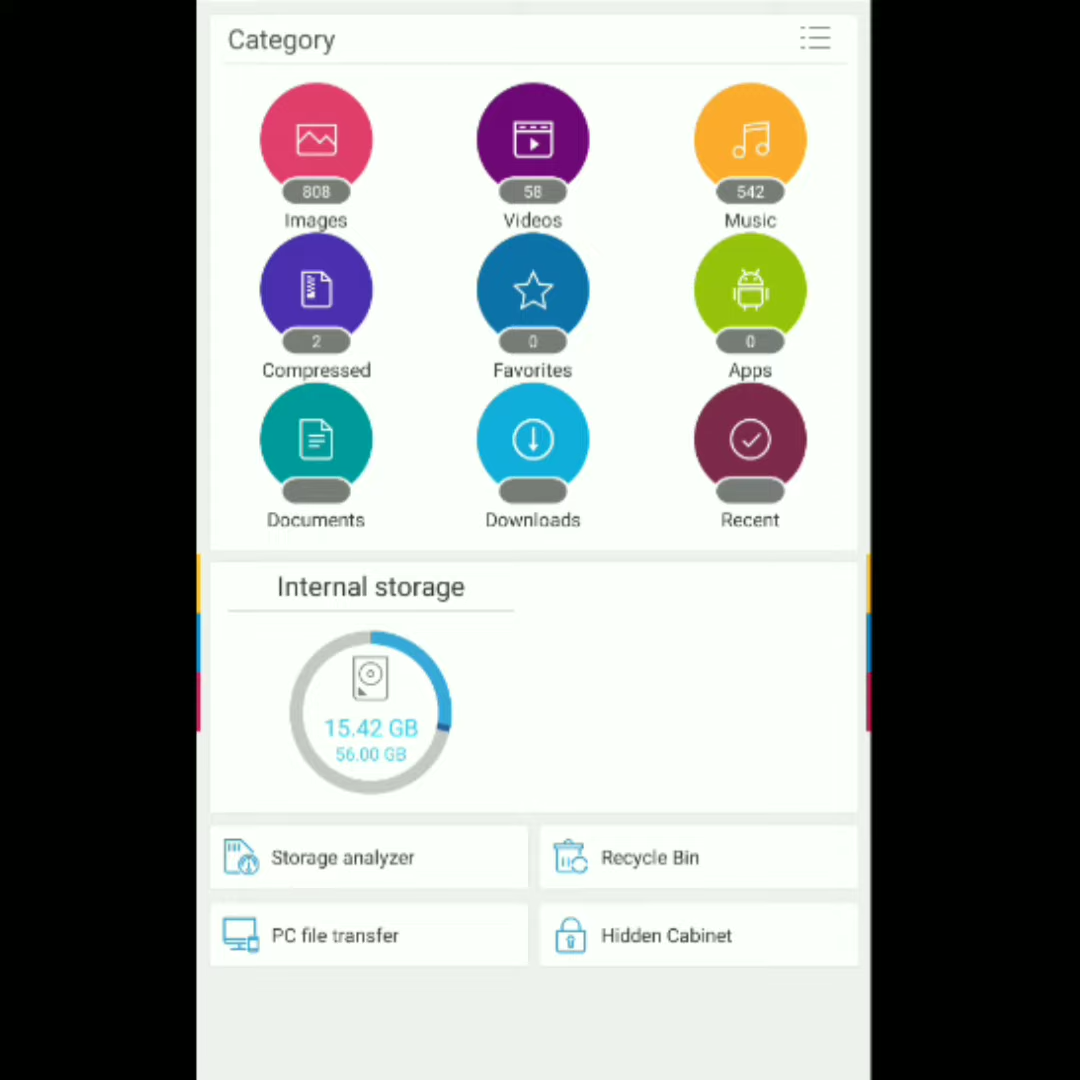 Category
808 58 542
Images Videos Music
2 0 0
Compressed Favorites Apps
Documents Downloads Recent
Internal storage
15.42 GB
56.00 GB
Storage analyzer Recycle Bin
PC file transfer Hidden Cabinet